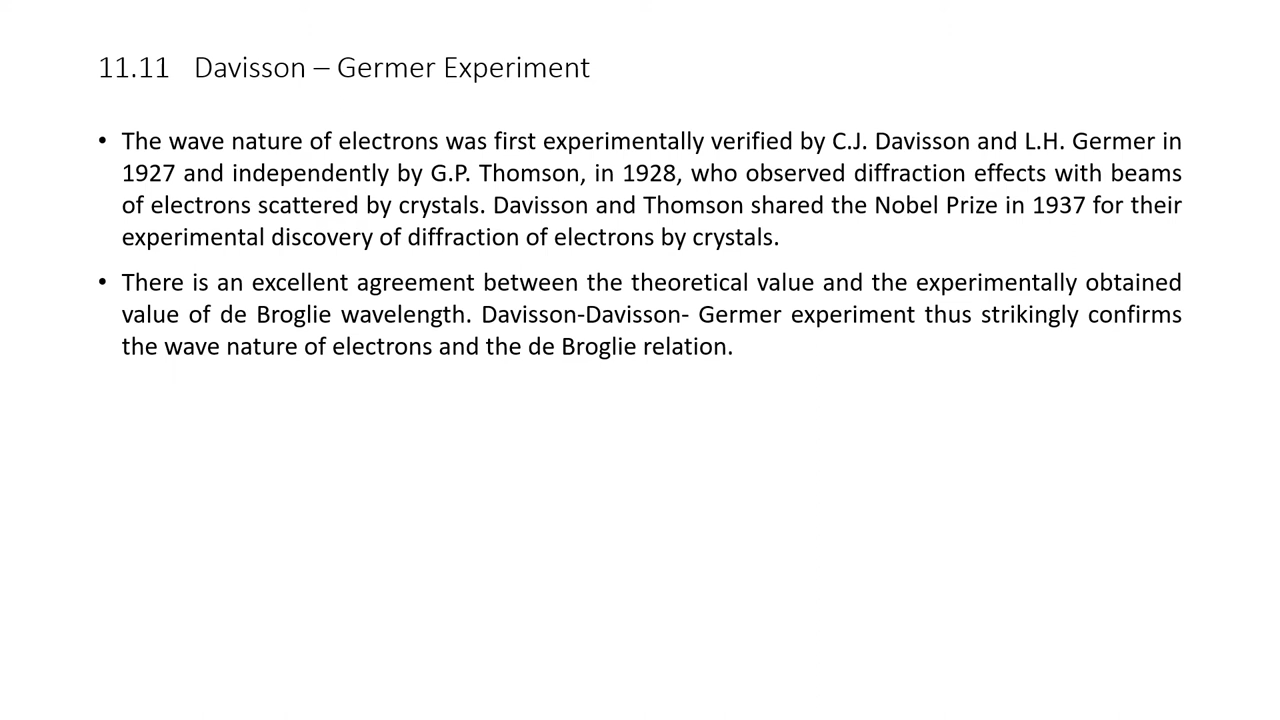 11.11 Davisson – Germer Experiment
• The wave nature of electrons was first experimentally verified by C.J. Davisson and L.H. Germer in
1927 and independently by G.P. Thomson, in 1928, who observed diffraction effects with beams
of electrons scattered by crystals. Davisson and Thomson shared the Nobel Prize in 1937 for their
experimental discovery of diffraction of electrons by crystals.
• There is an excellent agreement between the theoretical value and the experimentally obtained
value of de Broglie wavelength. Davisson-Davisson- Germer experiment thus strikingly confirms
the wave nature of electrons and the de Broglie relation.